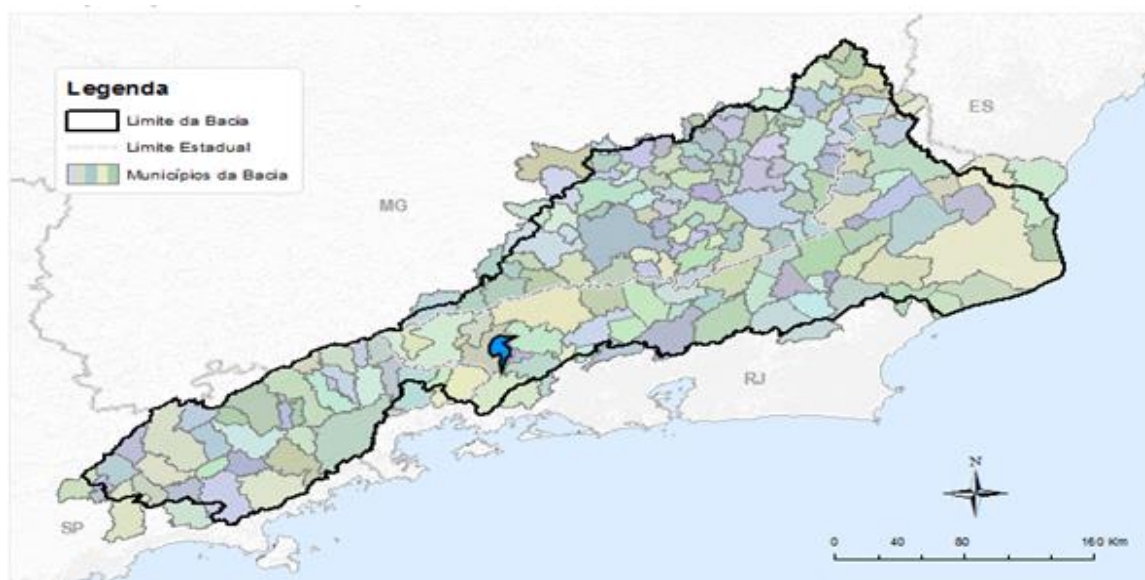 Legenda
Limite da Bacia
Limite Estadual
Municípios da Bacia
ES
MG
RJ
SP
N
0 40 80 160 Km